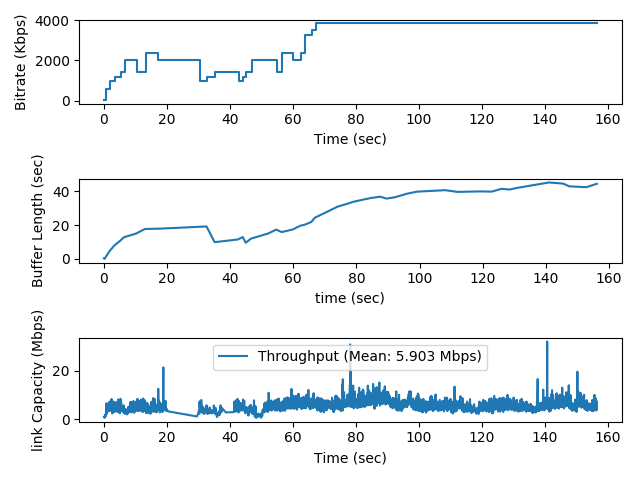 Bitrate (Kbps)
4000
2000
0
0 20 40 60 80 100 120 140 160
Time (sec)
Buffer Length (sec)
40
20
0
0 20 40 60 80 100 120 140 160
time (sec)
link Capacity (Mbps)
Throughput (Mean: 5.903 Mbps)
20
0
0 20 40 60 80 100 120 140 160
Time (sec)